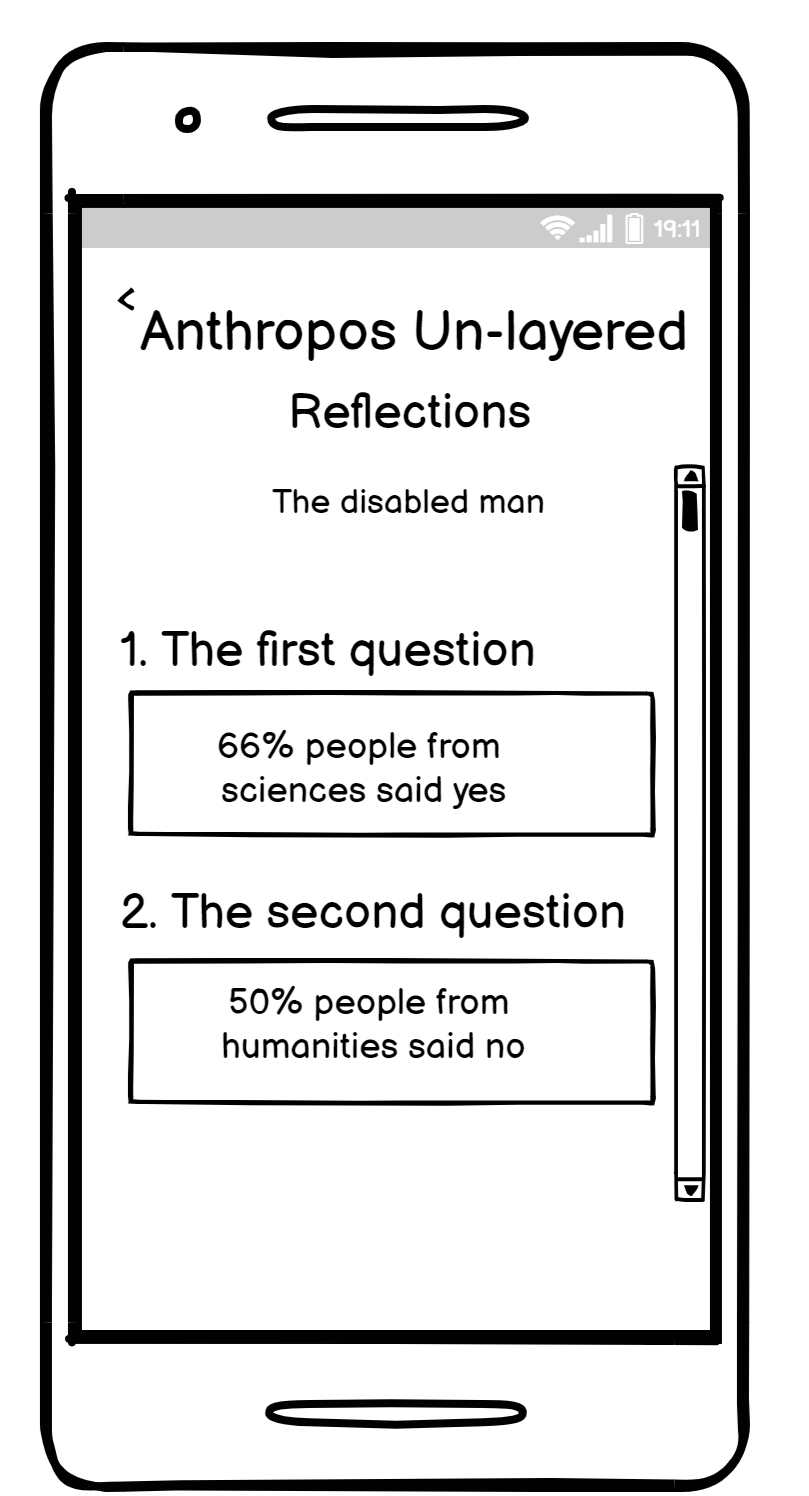 19:11
<
Anthropos Un-layered
Reflections
The disabled man
1. The first question
66% people from
sciences said yes
2. The second question
50% people from
humanities said no